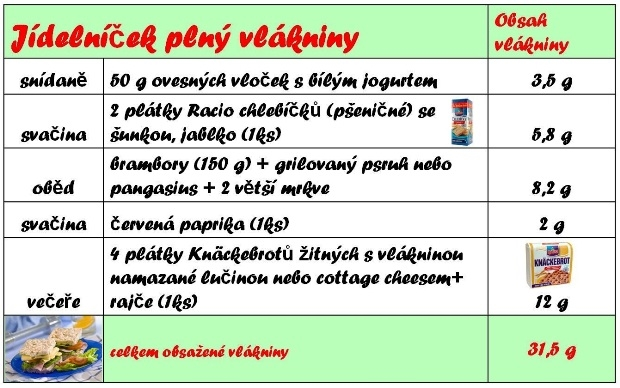 Jídelníček plný vlákniny
Obsah
vlákniny
snídaně
50 g ovesných vloček s bílým jogurtem
3,5 g
svačina
2 plátky Racio chlebíčků (pšeničné) se
šunkou, jablko (1ks)
5,8 g
oběd
brambory (150 g) + grilovaný psruh nebo
pangasius + 2 větší mrkve
8,2 g
svačina
červená paprika (1ks)
2 g
večeře
4 plátky Knäckebrotů žitných s vlákninou
namazané lučinou nebo cottage cheesem+
rajče (1ks)
KNÄCKEBROT
12 g
celkem obsažené vlákniny
31,5 g